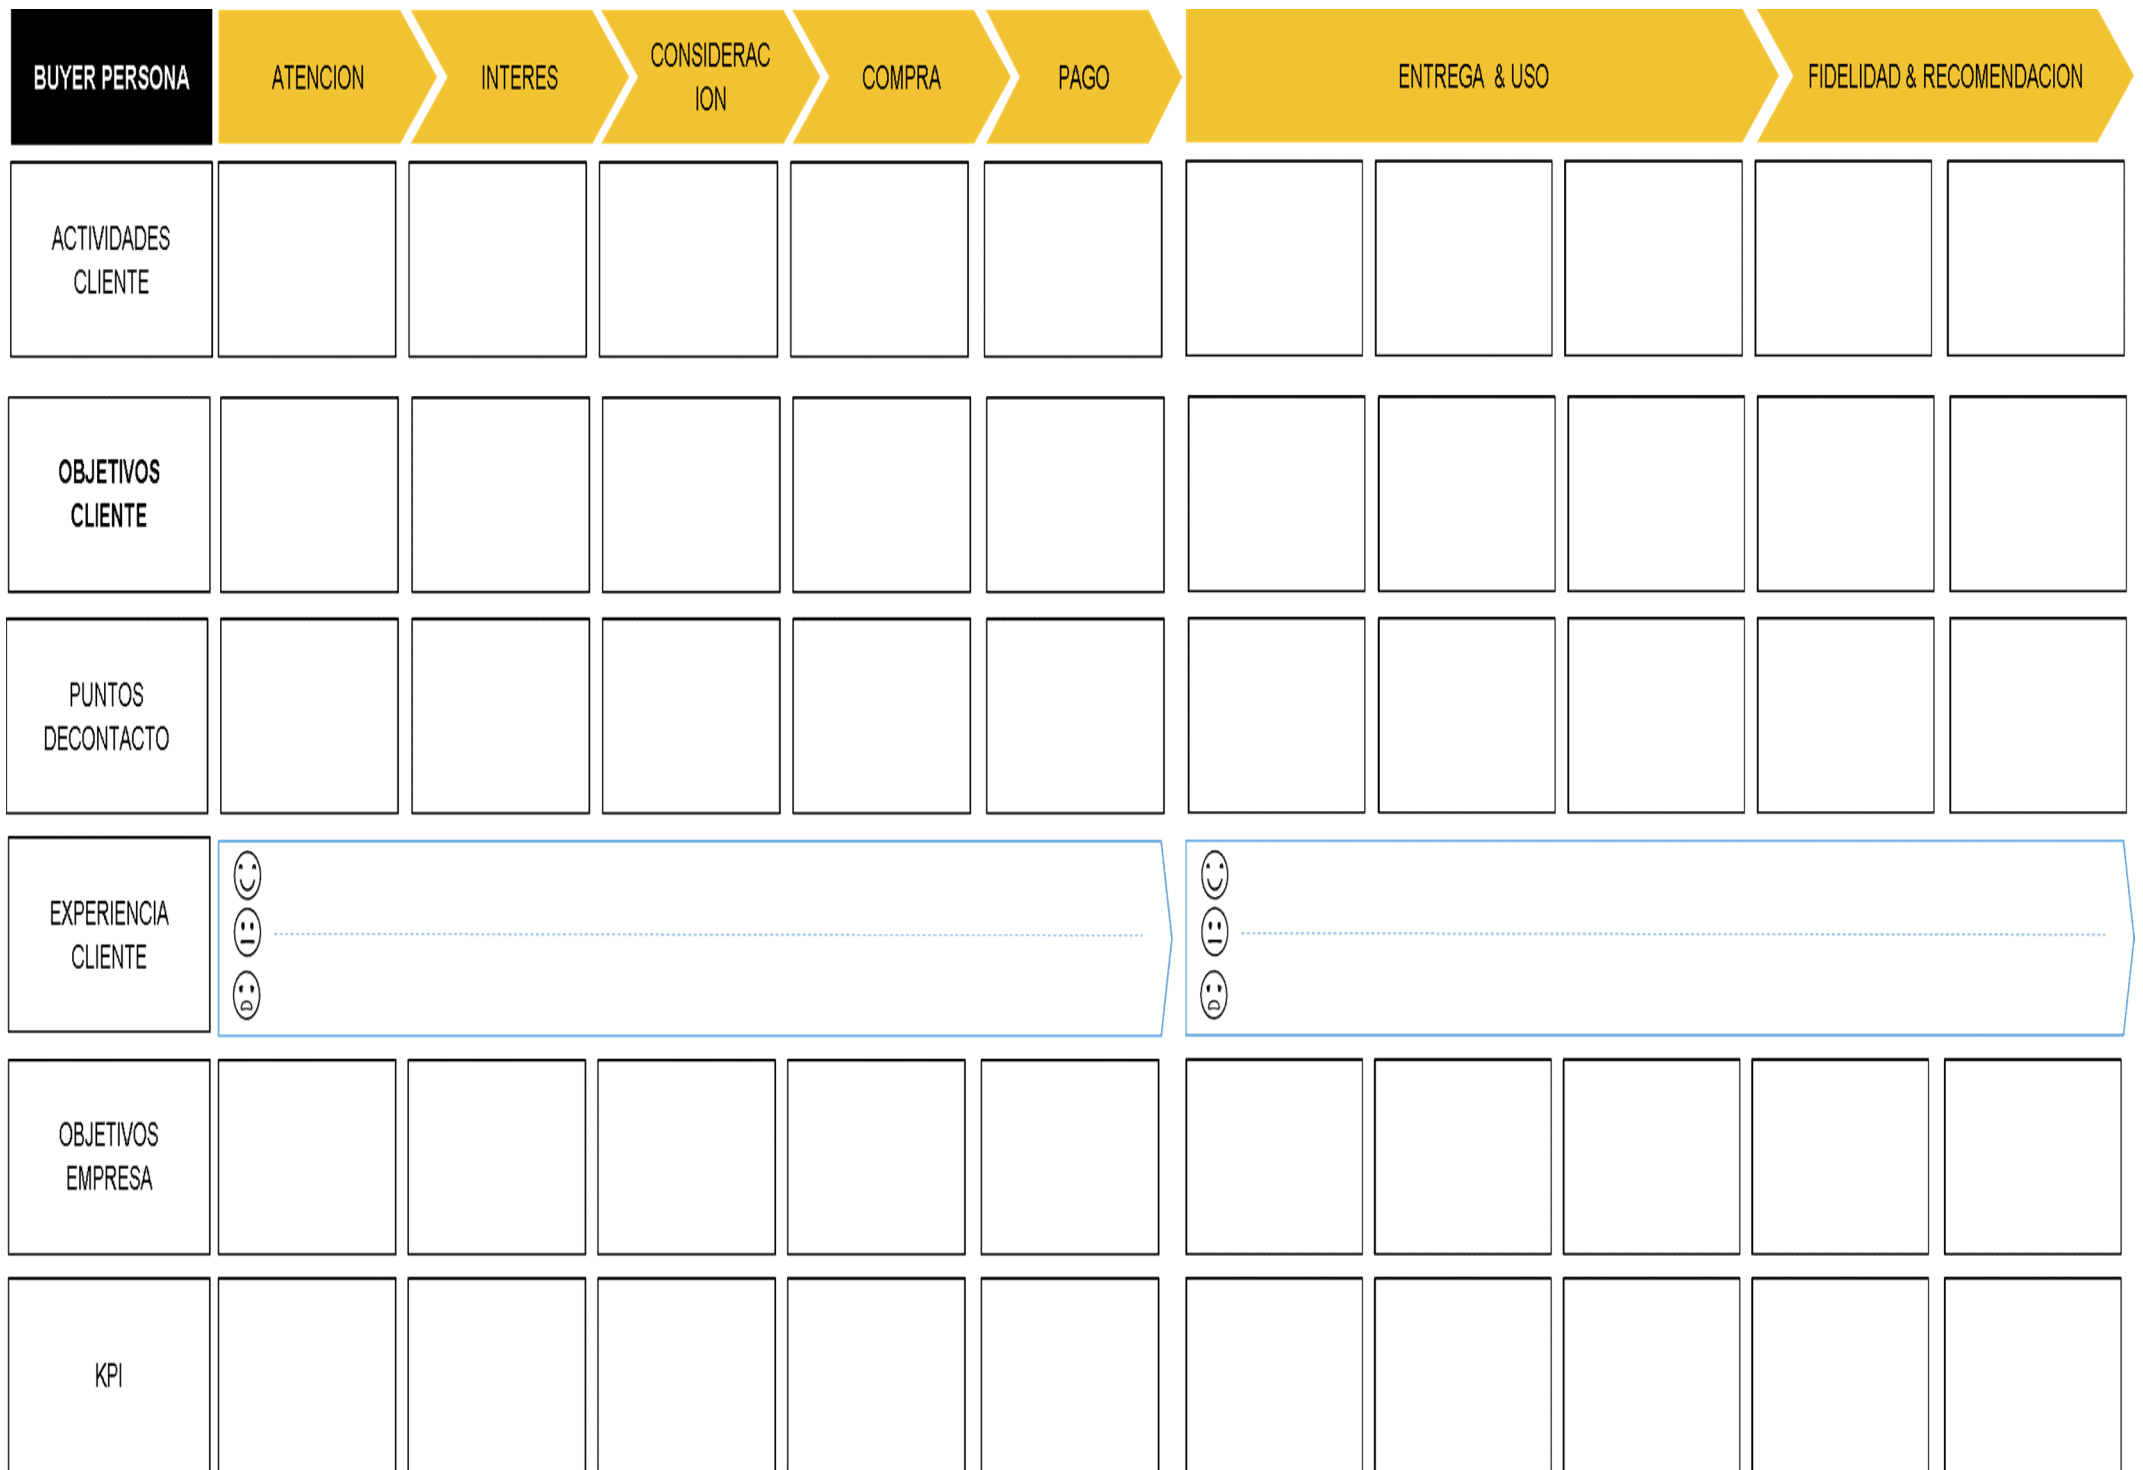 BUYER PERSONA
ATENCION
INTERES
CONSIDERAC
ION
COMPRA
PAGO
ENTREGA & USO
FIDELIDAD & RECOMENDACION
ACTIVIDADES
CLIENTE
OBJETIVOS
CLIENTE
PUNTOS
DECONTACTO
EXPERIENCIA
CLIENTE
OBJETIVOS
EMPRESA
KPI